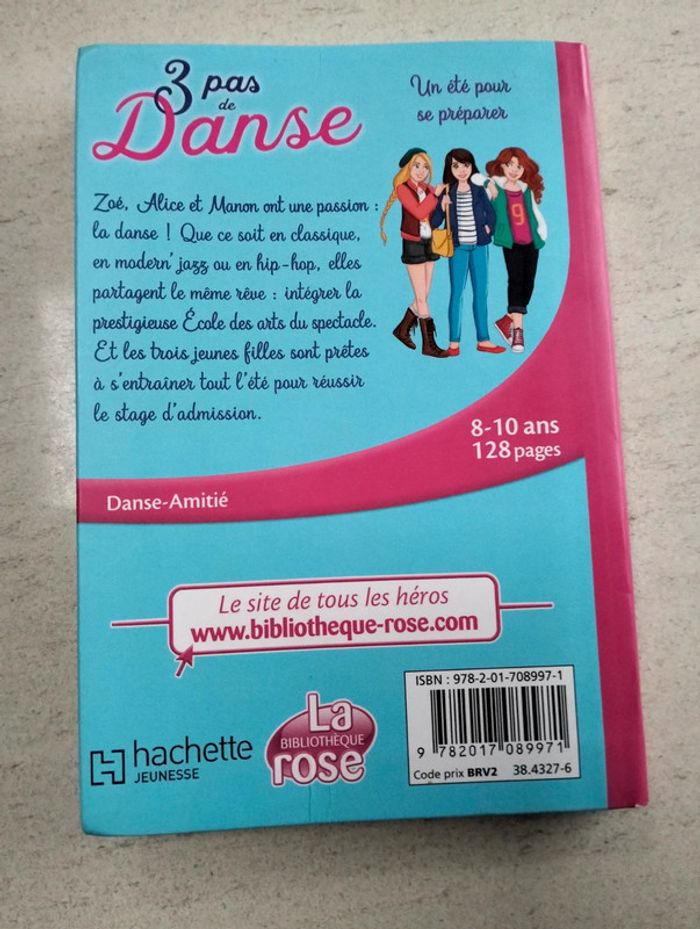 3 pas
de
Danse
Un été pour
se préparer
Zoé, Alice et Manon ont une passion :
la danse ! Que ce soit en classique,
en modern' jazz ou en hip-hop, elles
partagent le même rêve : intégrer la
prestigieuse École des arts du spectacle.
Et les trois jeunes filles sont prêtes
à s'entraîner tout l'été pour réussir
le stage d'admission.
9
8-10 ans
128 pages
Danse-Amitié
Le site de tous les héros
www.bibliotheque-rose.com
hachette
JEUNESSE
La
BIBLIOTHÈQUE
rose
ISBN : 978-2-01-708997-1
9 782017 089971
Code prix BRV2 38.4327-6